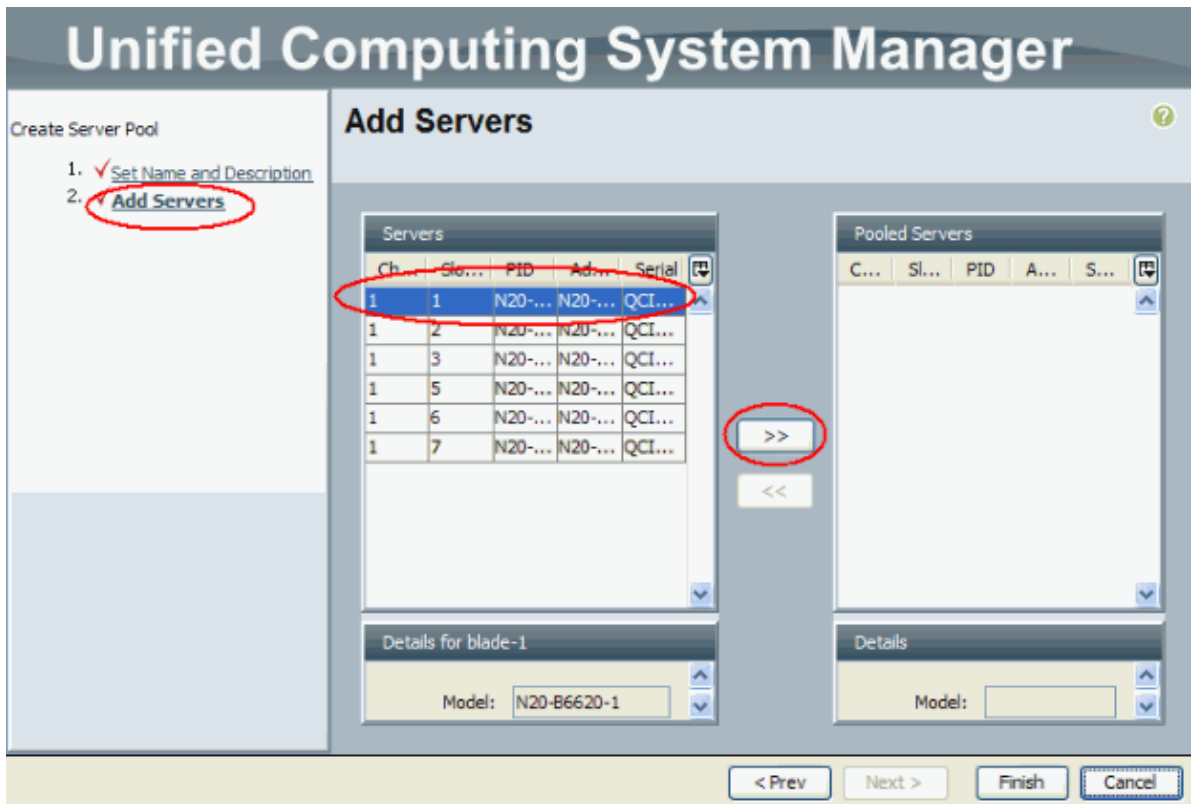 Unified Computing System Manager
Create Server Pool
1. Set Name and Description
2. Add Servers
Add Servers
?
Servers
Ch... Slo... PID Ad... Serial
1 1 N20-... N20-... QCI...
1 2 N20-... N20-... QCI...
1 3 N20-... N20-... QCI...
1 5 N20-... N20-... QCI...
1 6 N20-... N20-... QCI...
1 7 N20-... N20-... QCI...
>>
<<
Pooled Servers
C... Sl... PID A... S...
Details for blade-1
Model: N20-B6620-1
Details
Model:
< Prev
Next >
Finish
Cancel